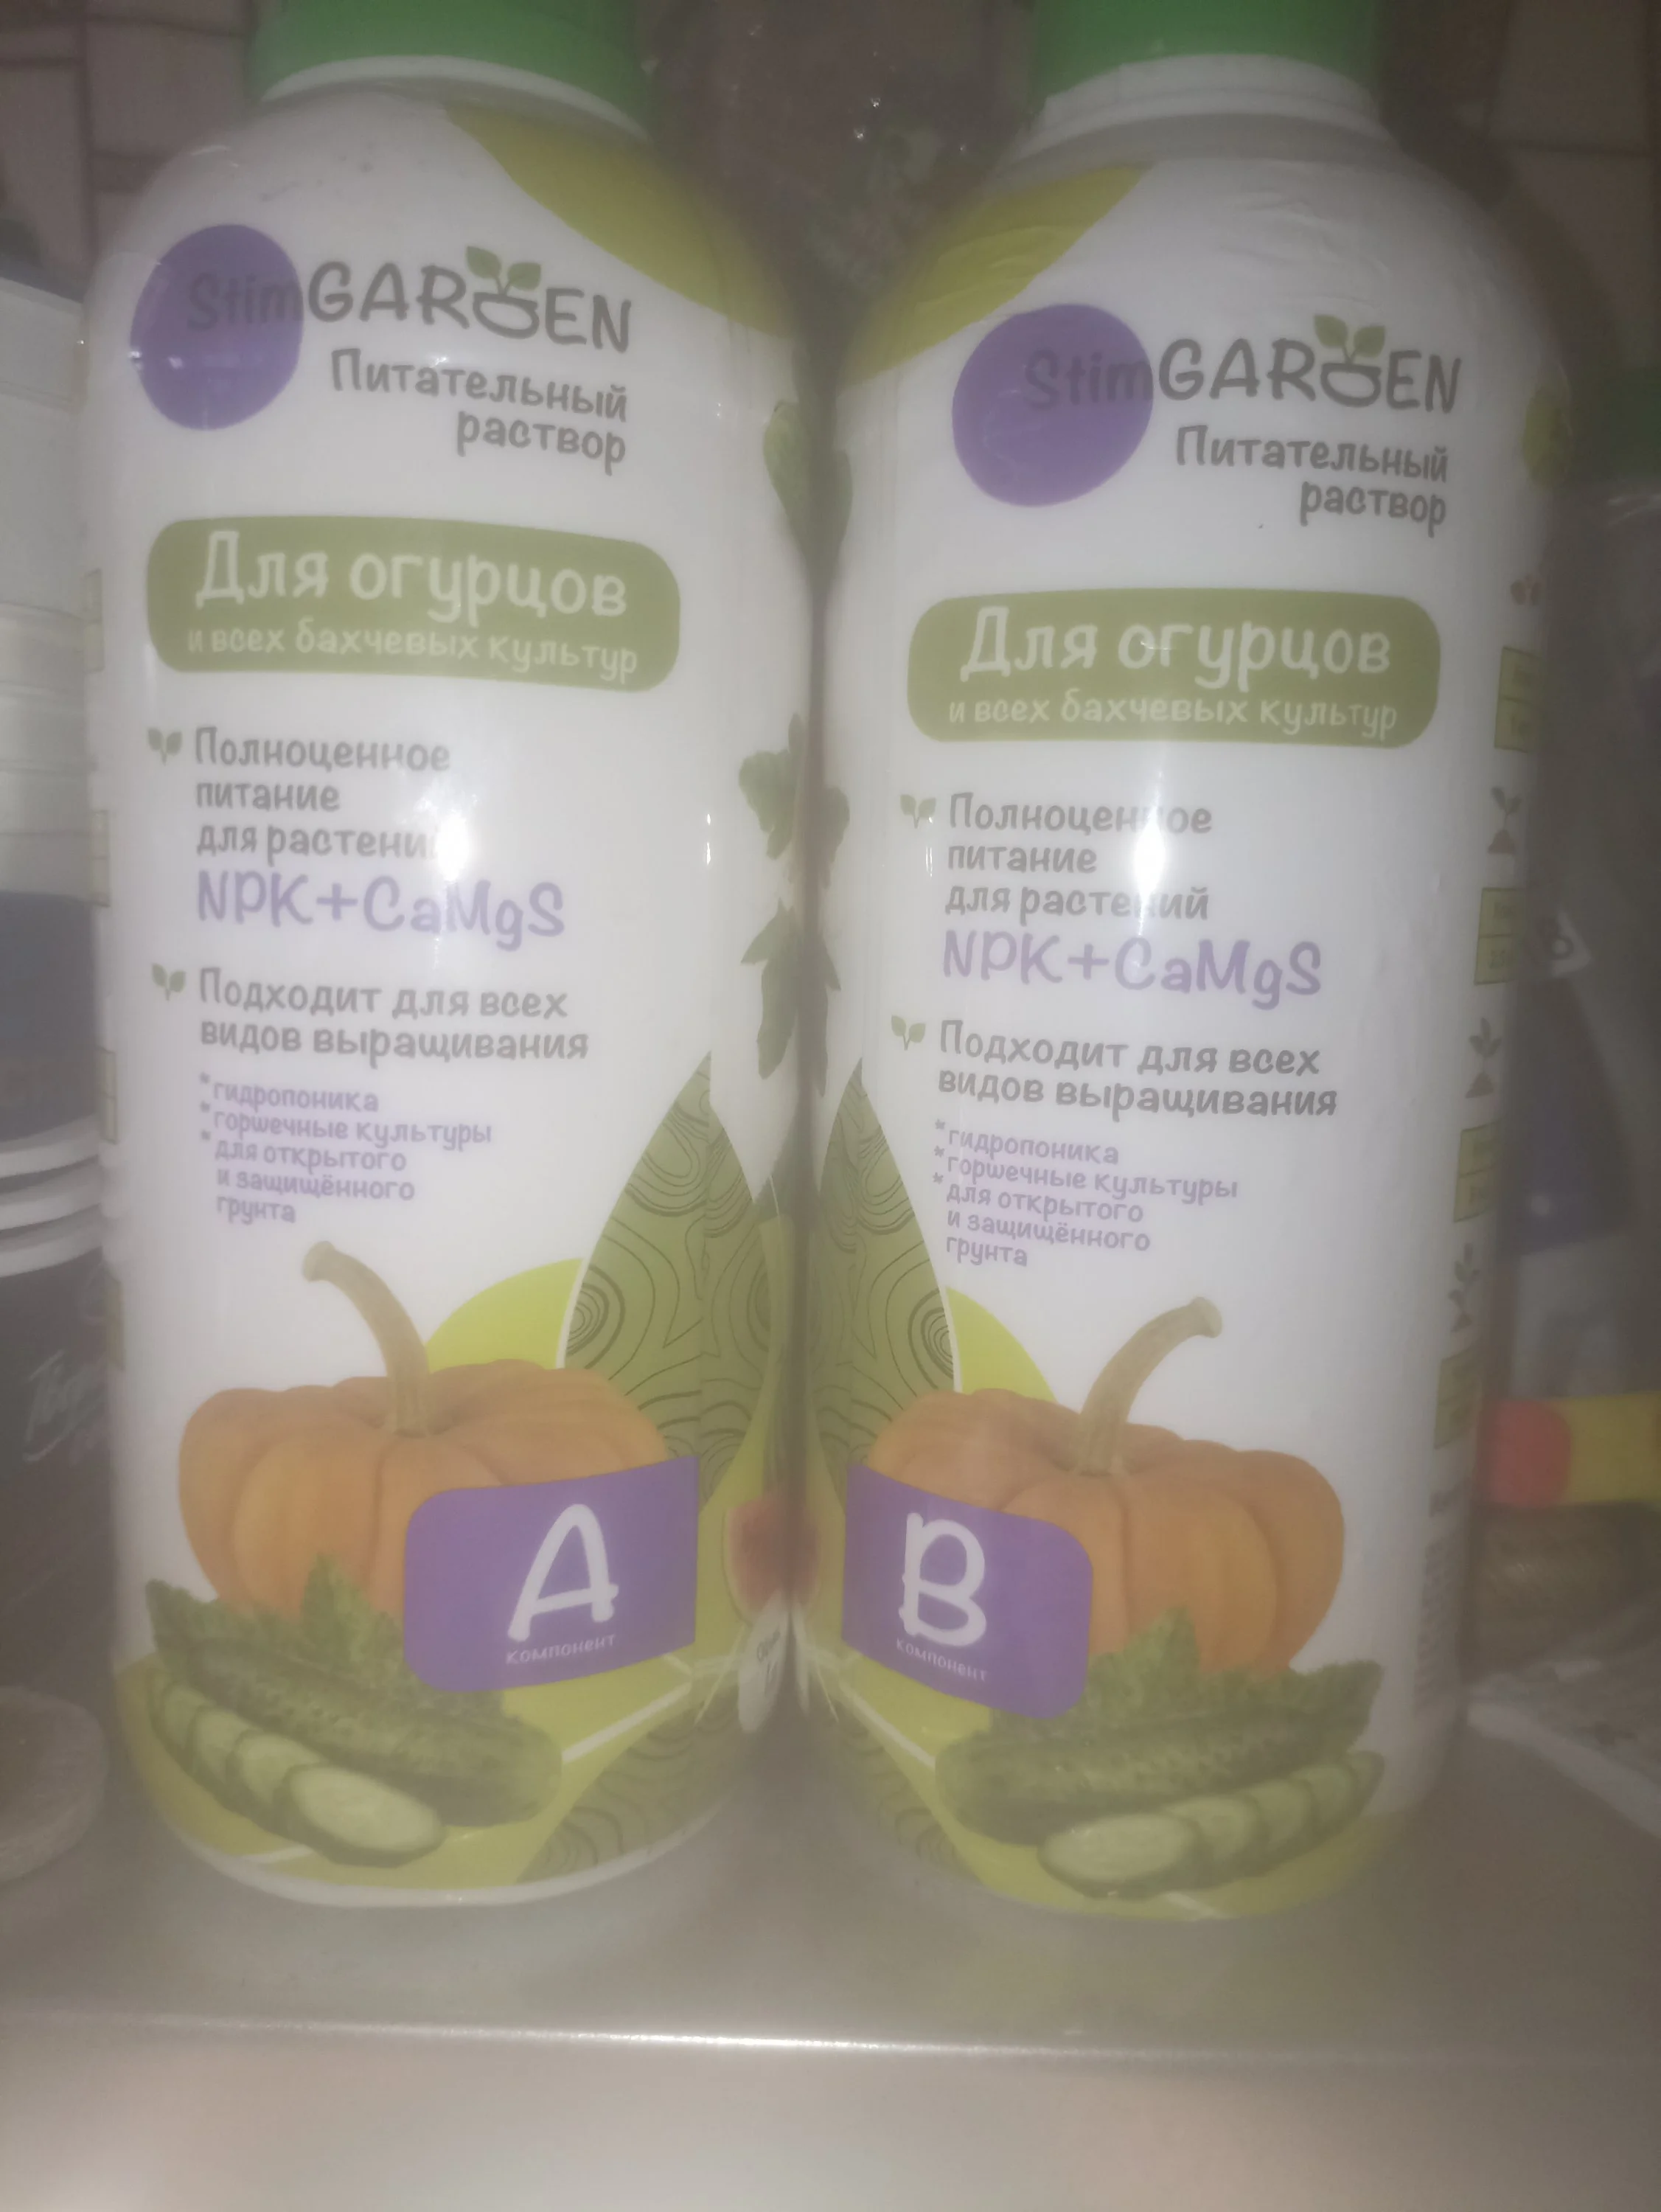 StimGARDEN
Питательный
раствор
Для огурцов
и всех бахчевых культур
Полноценное
питание
для растений
NPK+CaMgS
Подходит для всех
видов выращивания
*гидропоника
*горшечные культуры
*для открытого
и защищённого
грунта
A
компонент
StimGARDEN
Питательный
раствор
Для огурцов
и всех бахчевых культур
Полноценное
питание
для растений
NPK+CaMgS
Подходит для всех
видов выращивания
*гидропоника
*горшечные культуры
*для открытого
и защищённого
грунта
B
компонент